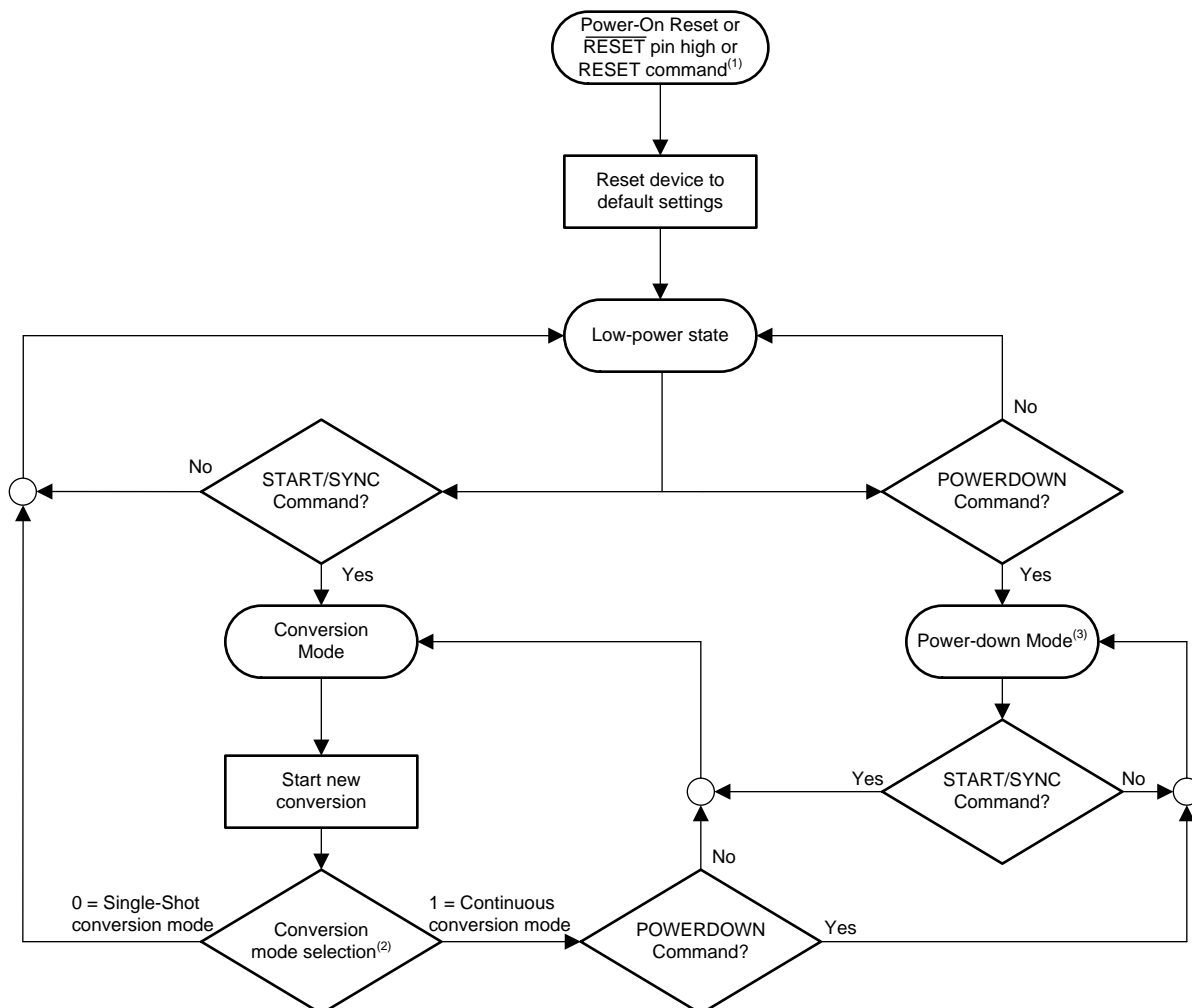 Power-On Reset or
RESET pin high or
RESET command(1)
Reset device to
default settings
Low-power state
No
No
START/SYNC
Command?
POWERDOWN
Command?
Yes
Yes
Conversion
Mode
Power-down Mode(3)
Start new
conversion
Yes
START/SYNC
Command?
No
No
0 = Single-Shot
conversion mode
1 = Continuous
conversion mode
Conversion
mode selection(2)
POWERDOWN
Command?
Yes